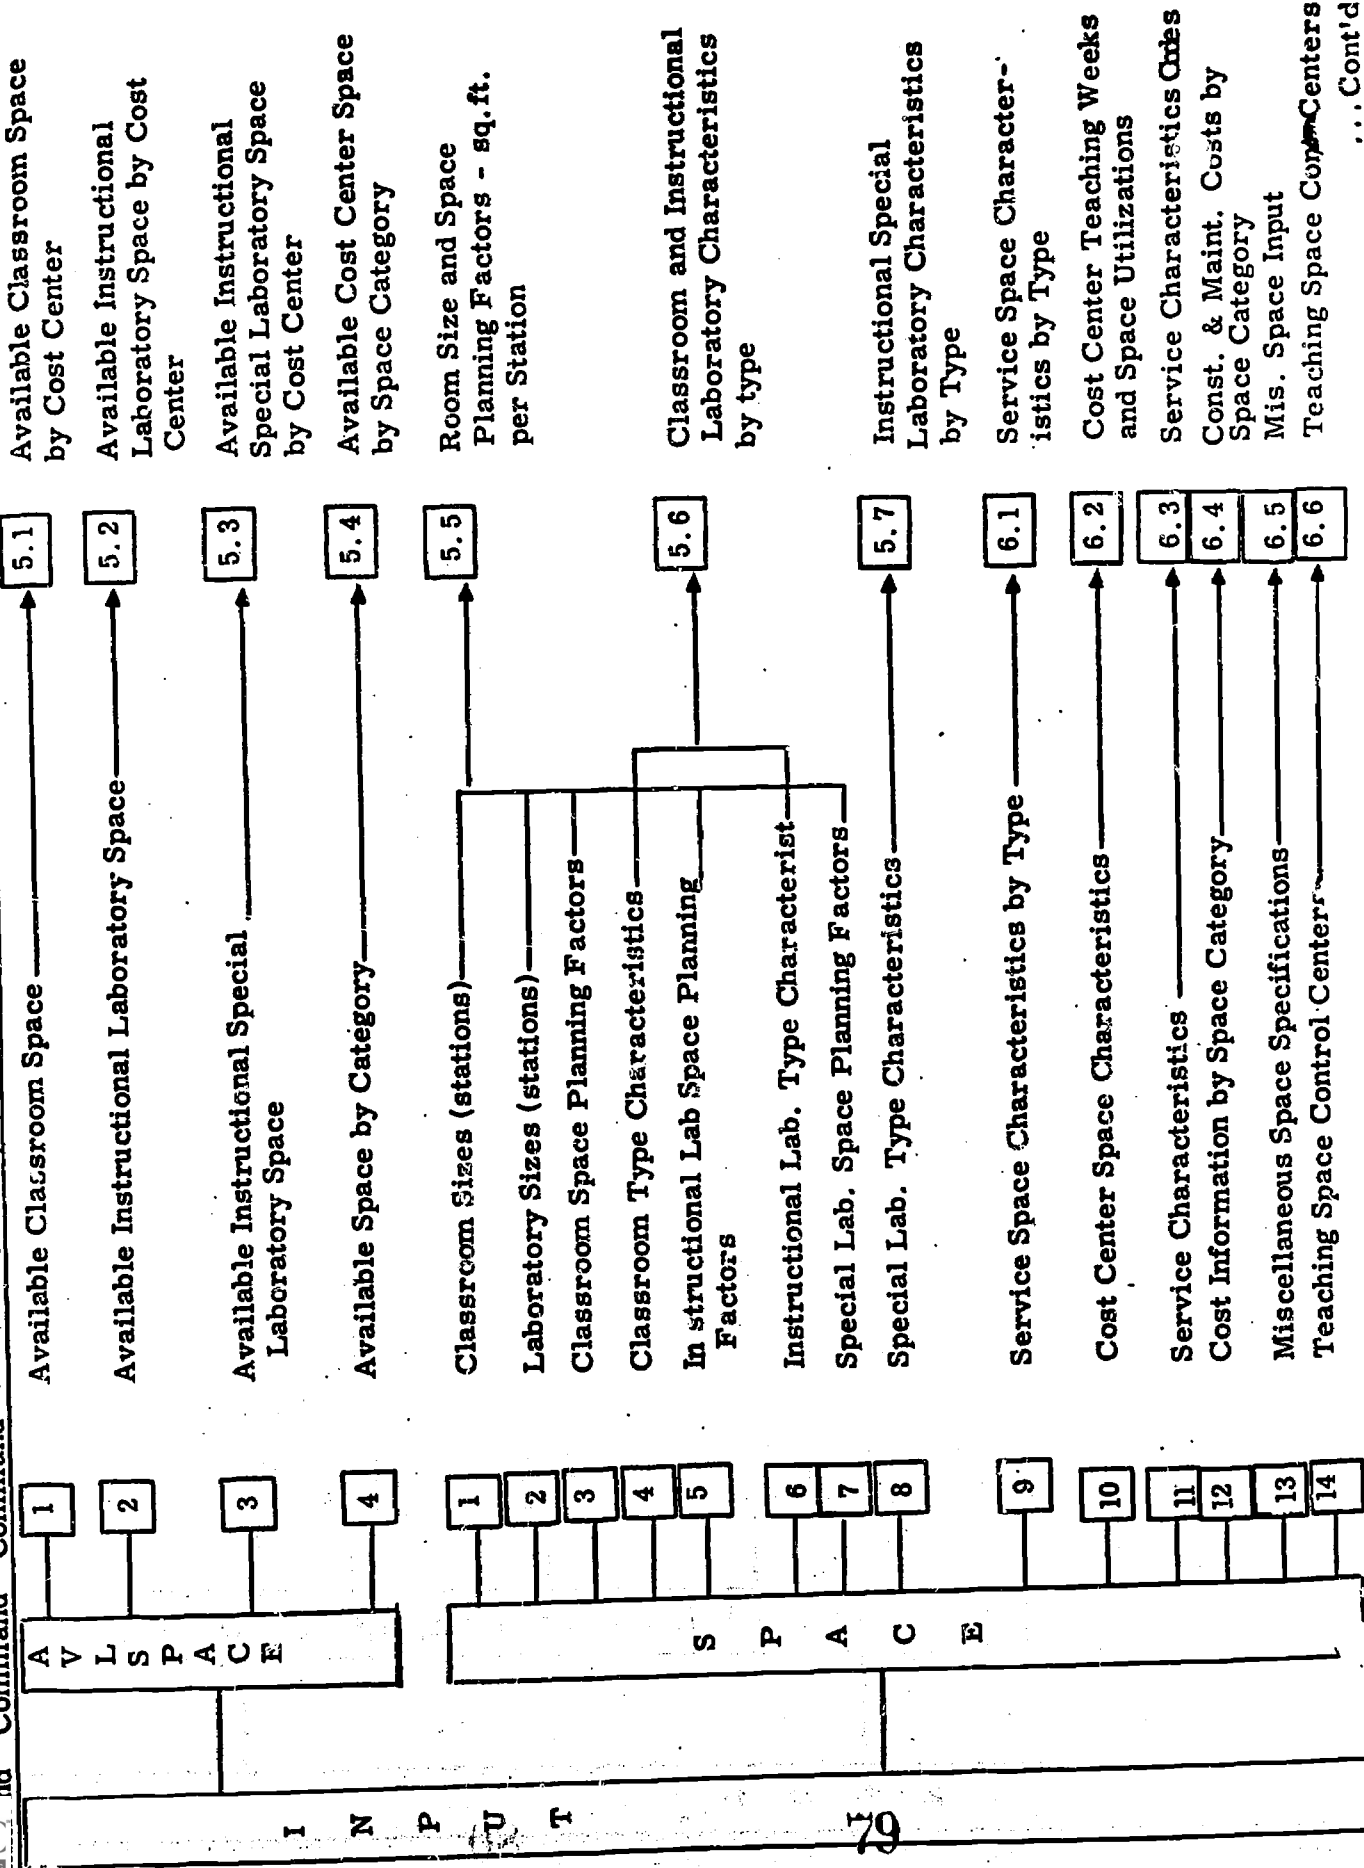 Command Command
I N P U T
A V L S P A C E
1 Available Classroom Space 5.1 Available Classroom Space
by Cost Center
2 Available Instructional Laboratory Space 5.2 Available Instructional
Laboratory Space by Cost
Center
3 Available Instructional Special 5.3 Available Instructional
Laboratory Space Special Laboratory Space
by Cost Center
4 Available Space by Category 5.4 Available Cost Center Space
by Space Category
S P A C E
1 Classroom Sizes (stations) 5.5 Room Size and Space
Planning Factors - sq.ft.
per Station
2 Laboratory Sizes (stations)
3 Classroom Space Planning Factors
4 Classroom Type Characteristics 5.6 Classroom and Instructional
Laboratory Characteristics
by type
5 In structional Lab Space Planning
Factors
6 Instructional Lab. Type Characterist
7 Special Lab. Space Planning Factors
8 Special Lab. Type Characteristics 5.7 Instructional Special
Laboratory Characteristics
by Type
9 Service Space Characteristics by Type 6.1 Service Space Character-
istics by Type
10 Cost Center Space Characteristics 6.2 Cost Center Teaching Weeks
and Space Utilizations
11 Service Characteristics 6.3 Service Characteristics Codes
12 Cost Information by Space Category 6.4 Const. & Maint. Costs by
Space Category
13 Miscellaneous Space Specifications 6.5 Mis. Space Input
14 Teaching Space Control Centers 6.6 Teaching Space Centers
...Cont'd
79